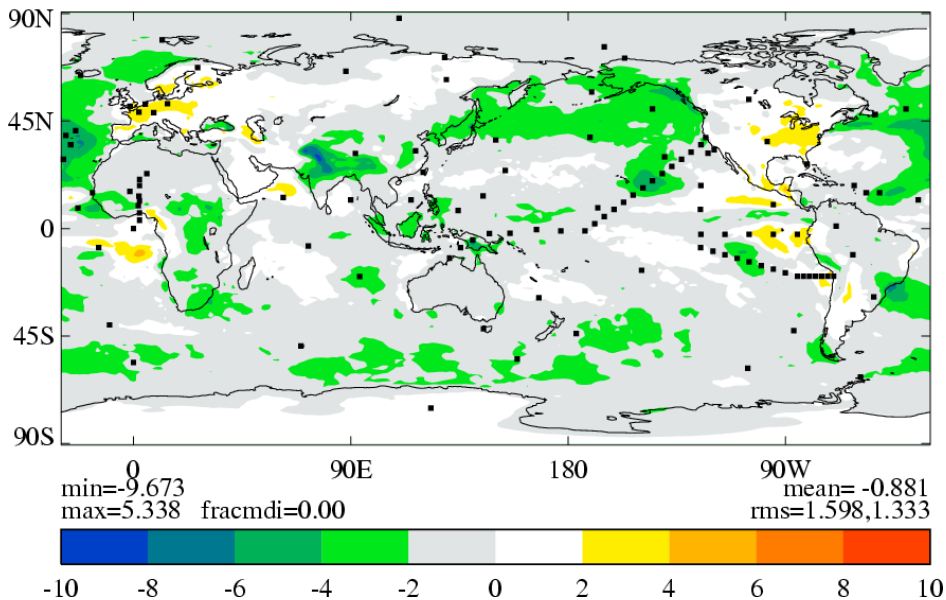 90N
45N
0
45S
90S
0 90E 180 90W
min=-9.673 mean= -0.881
max=5.338 fracmdi=0.00 rms=1.598,1.333
-10 -8 -6 -4 -2 0 2 4 6 8 10